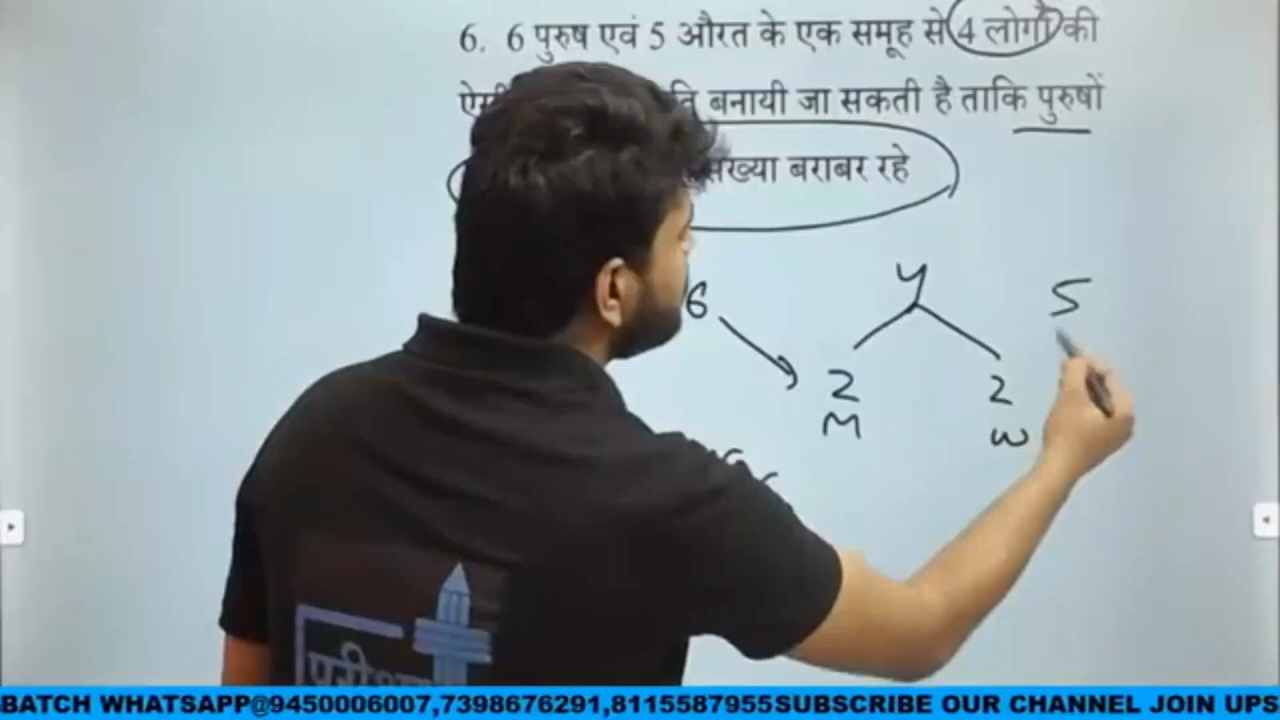 6. 6 पुरुष एवं 5 औरत के एक समूह से 4 लोगों की
बनायी जा सकती है ताकि पुरुषों
संख्या बराबर रहे
6 4 5
2 2
M W
BATCH WHATSAPP@9450006007,7398676291,8115587955SUBSCRIBE OUR CHANNEL JOIN UPS